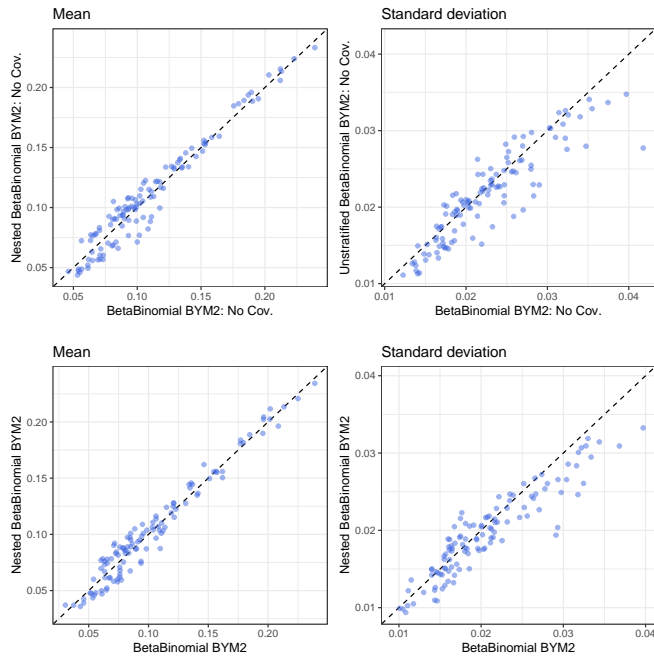 Mean
Standard deviation
Nested BetaBinomial BYM2: No Cov.
0.20
0.15
0.10
0.05
0.05
0.10
0.15
0.20
BetaBinomial BYM2: No Cov.
Unstratified BetaBinomial BYM2: No Cov.
0.04
0.03
0.02
0.01
0.01
0.02
0.03
0.04
BetaBinomial BYM2: No Cov.
Mean
Standard deviation
Nested BetaBinomial BYM2
0.20
0.15
0.10
0.05
0.05
0.10
0.15
0.20
BetaBinomial BYM2
Nested BetaBinomial BYM2
0.04
0.03
0.02
0.01
0.01
0.02
0.03
0.04
BetaBinomial BYM2